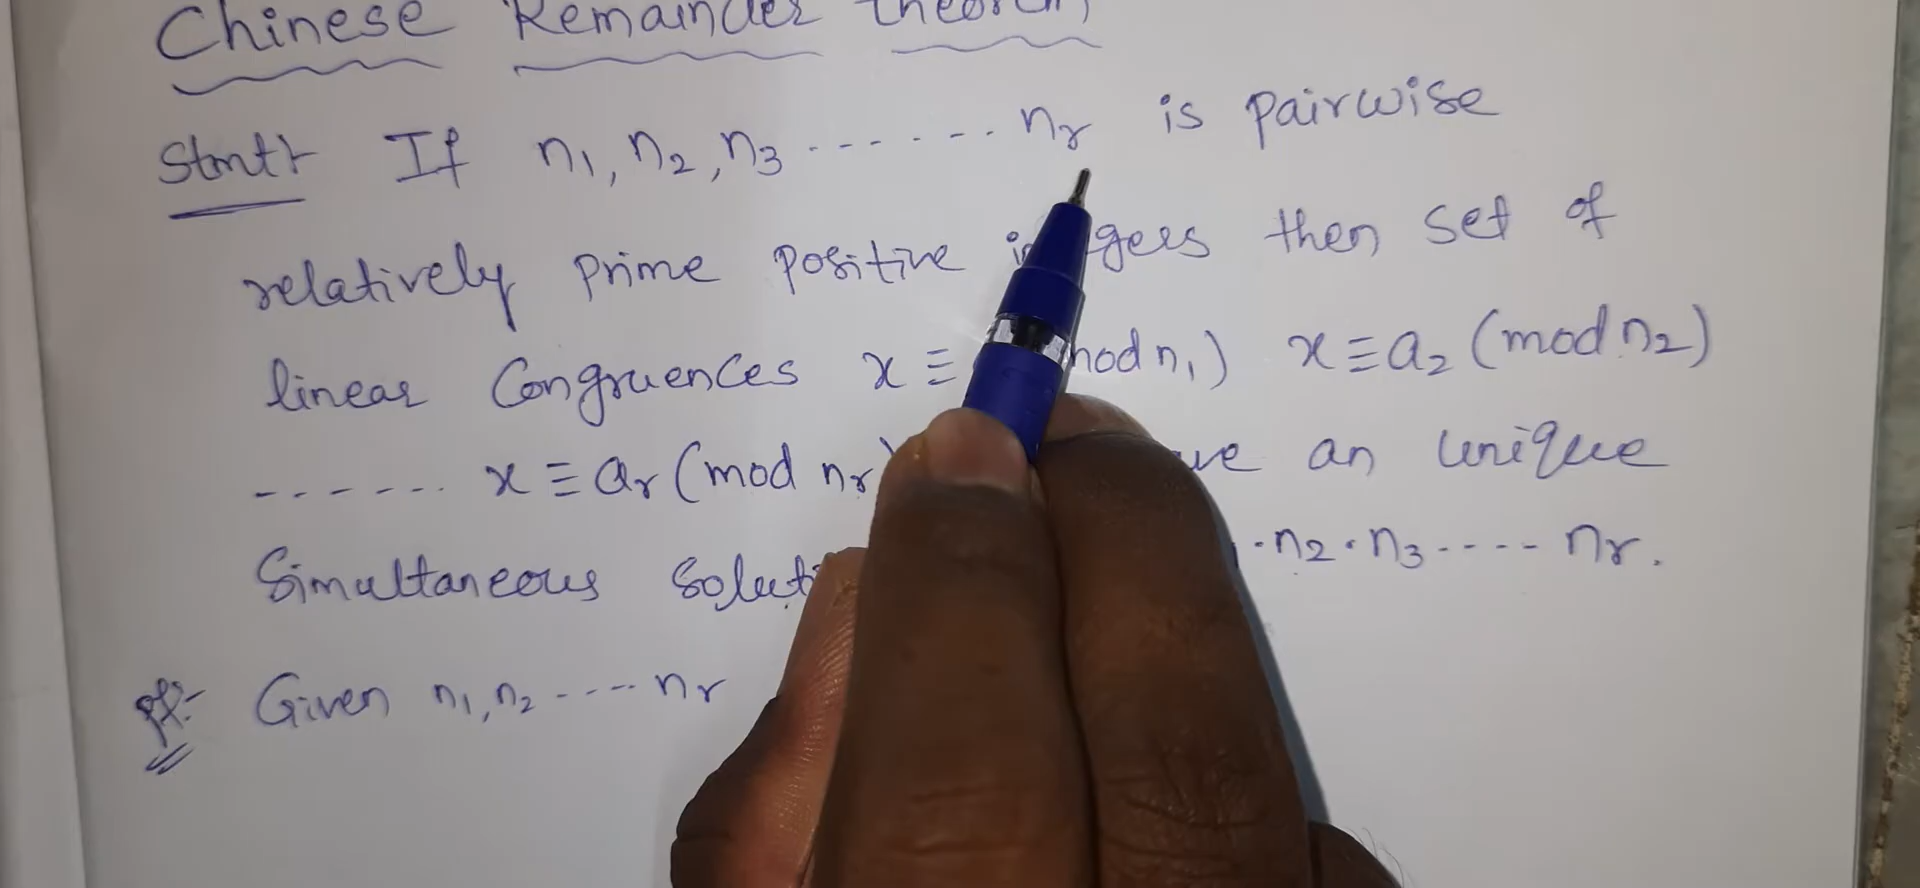 Chinese Remainder theorem
Stmt:- If n₁, n₂, n₃ ------- nᵣ is pairwise
relatively prime positive then set of
linear Congruences x ≡ mod n₁) x ≡ a₂ (mod n₂)
------- x ≡ aᵣ (mod nᵣ) an unique
Simultaneous · n₂ · n₃ ---- nᵣ.
Pf:- Given n₁, n₂ ---- nᵣ